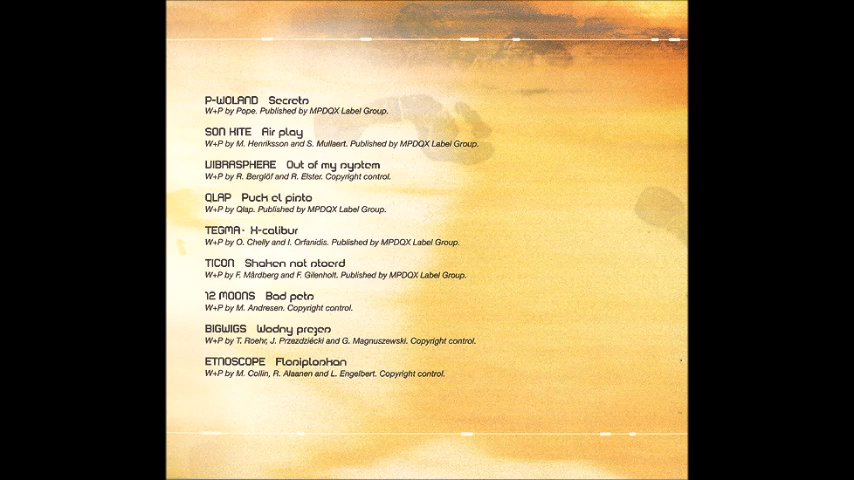 P-WOLAND Secrets
W+P by Pope. Published by MPDQX Label Group.
SON KITE Air play
W+P by M. Henriksson and S. Mullaert. Published by MPDQX Label Group.
VIBRASPHERE Out of my system
W+P by R. Berglöf and R. Elster. Copyright control.
QLAP Puck el pinto
W+P by Qlap. Published by MPDQX Label Group.
TEGMA - X-calibur
W+P by O. Chelly and I. Orfanidis. Published by MPDQX Label Group.
TICON Shaken not stoerd
W+P by F. Mårdberg and F. Gilenholt. Published by MPDQX Label Group.
12 MOONS Bad pets
W+P by M. Andresen. Copyright control.
BIGWIGS Wodny prezes
W+P by T. Roehr, J. Przezdziécki and G. Magnuszewski. Copyright control.
ETNOSCOPE Flasiplaskan
W+P by M. Collin, R. Alaanen and L. Engelbert. Copyright control.